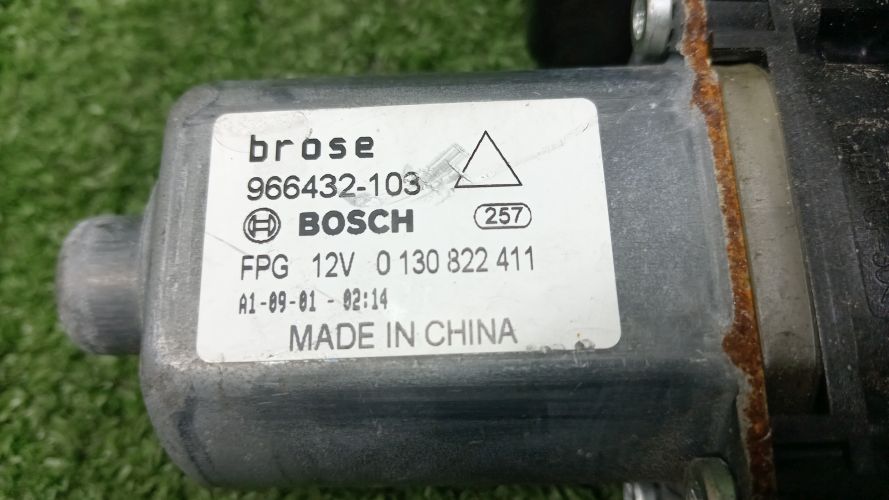 brose
966432-103
BOSCH 257
FPG 12V 0 130 822 411
A1-09-01 - 02:14
MADE IN CHINA